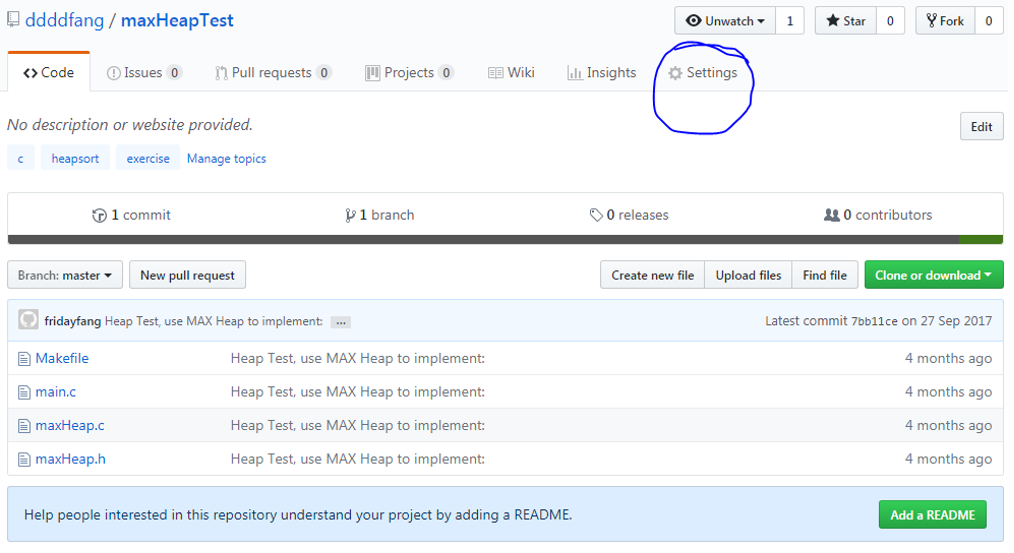 ddddfang / maxHeapTest Unwatch 1 Star 0 Fork 0
Code Issues 0 Pull requests 0 Projects 0 Wiki Insights Settings
No description or website provided. Edit
c heapsort exercise Manage topics
1 commit 1 branch 0 releases 0 contributors
Branch: master New pull request Create new file Upload files Find file Clone or download
fridayfang Heap Test, use MAX Heap to implement: ... Latest commit 7bb11ce on 27 Sep 2017
Makefile Heap Test, use MAX Heap to implement: 4 months ago
main.c Heap Test, use MAX Heap to implement: 4 months ago
maxHeap.c Heap Test, use MAX Heap to implement: 4 months ago
maxHeap.h Heap Test, use MAX Heap to implement: 4 months ago
Help people interested in this repository understand your project by adding a README. Add a README